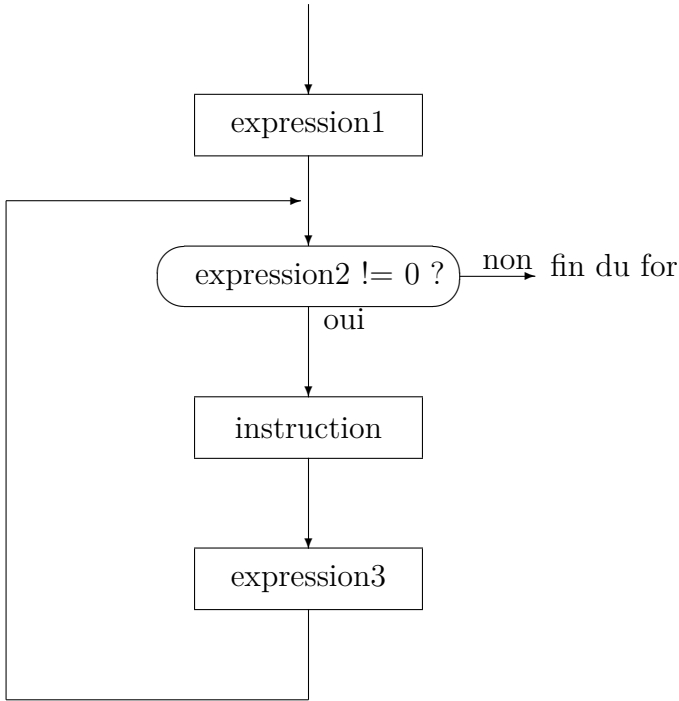 expression1
expression2 != 0 ?
non
fin du for
oui
instruction
expression3